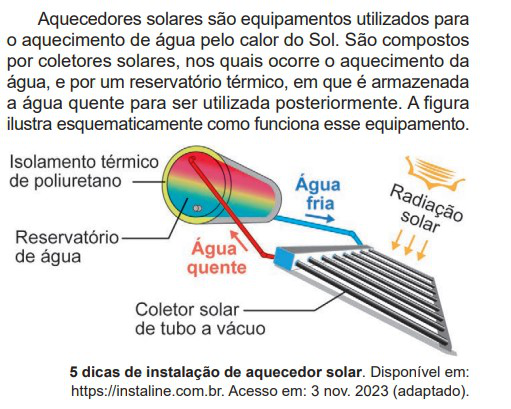 Aquecedores solares são equipamentos utilizados para
o aquecimento de água pelo calor do Sol. São compostos
por coletores solares, nos quais ocorre o aquecimento da
água, e por um reservatório térmico, em que é armazenada
a água quente para ser utilizada posteriormente. A figura
ilustra esquematicamente como funciona esse equipamento.
Isolamento térmico
de poliuretano
Água
fria
Radiação
solar
Reservatório
de água
Água
quente
Coletor solar
de tubo a vácuo
5 dicas de instalação de aquecedor solar. Disponível em:
https://instaline.com.br. Acesso em: 3 nov. 2023 (adaptado).